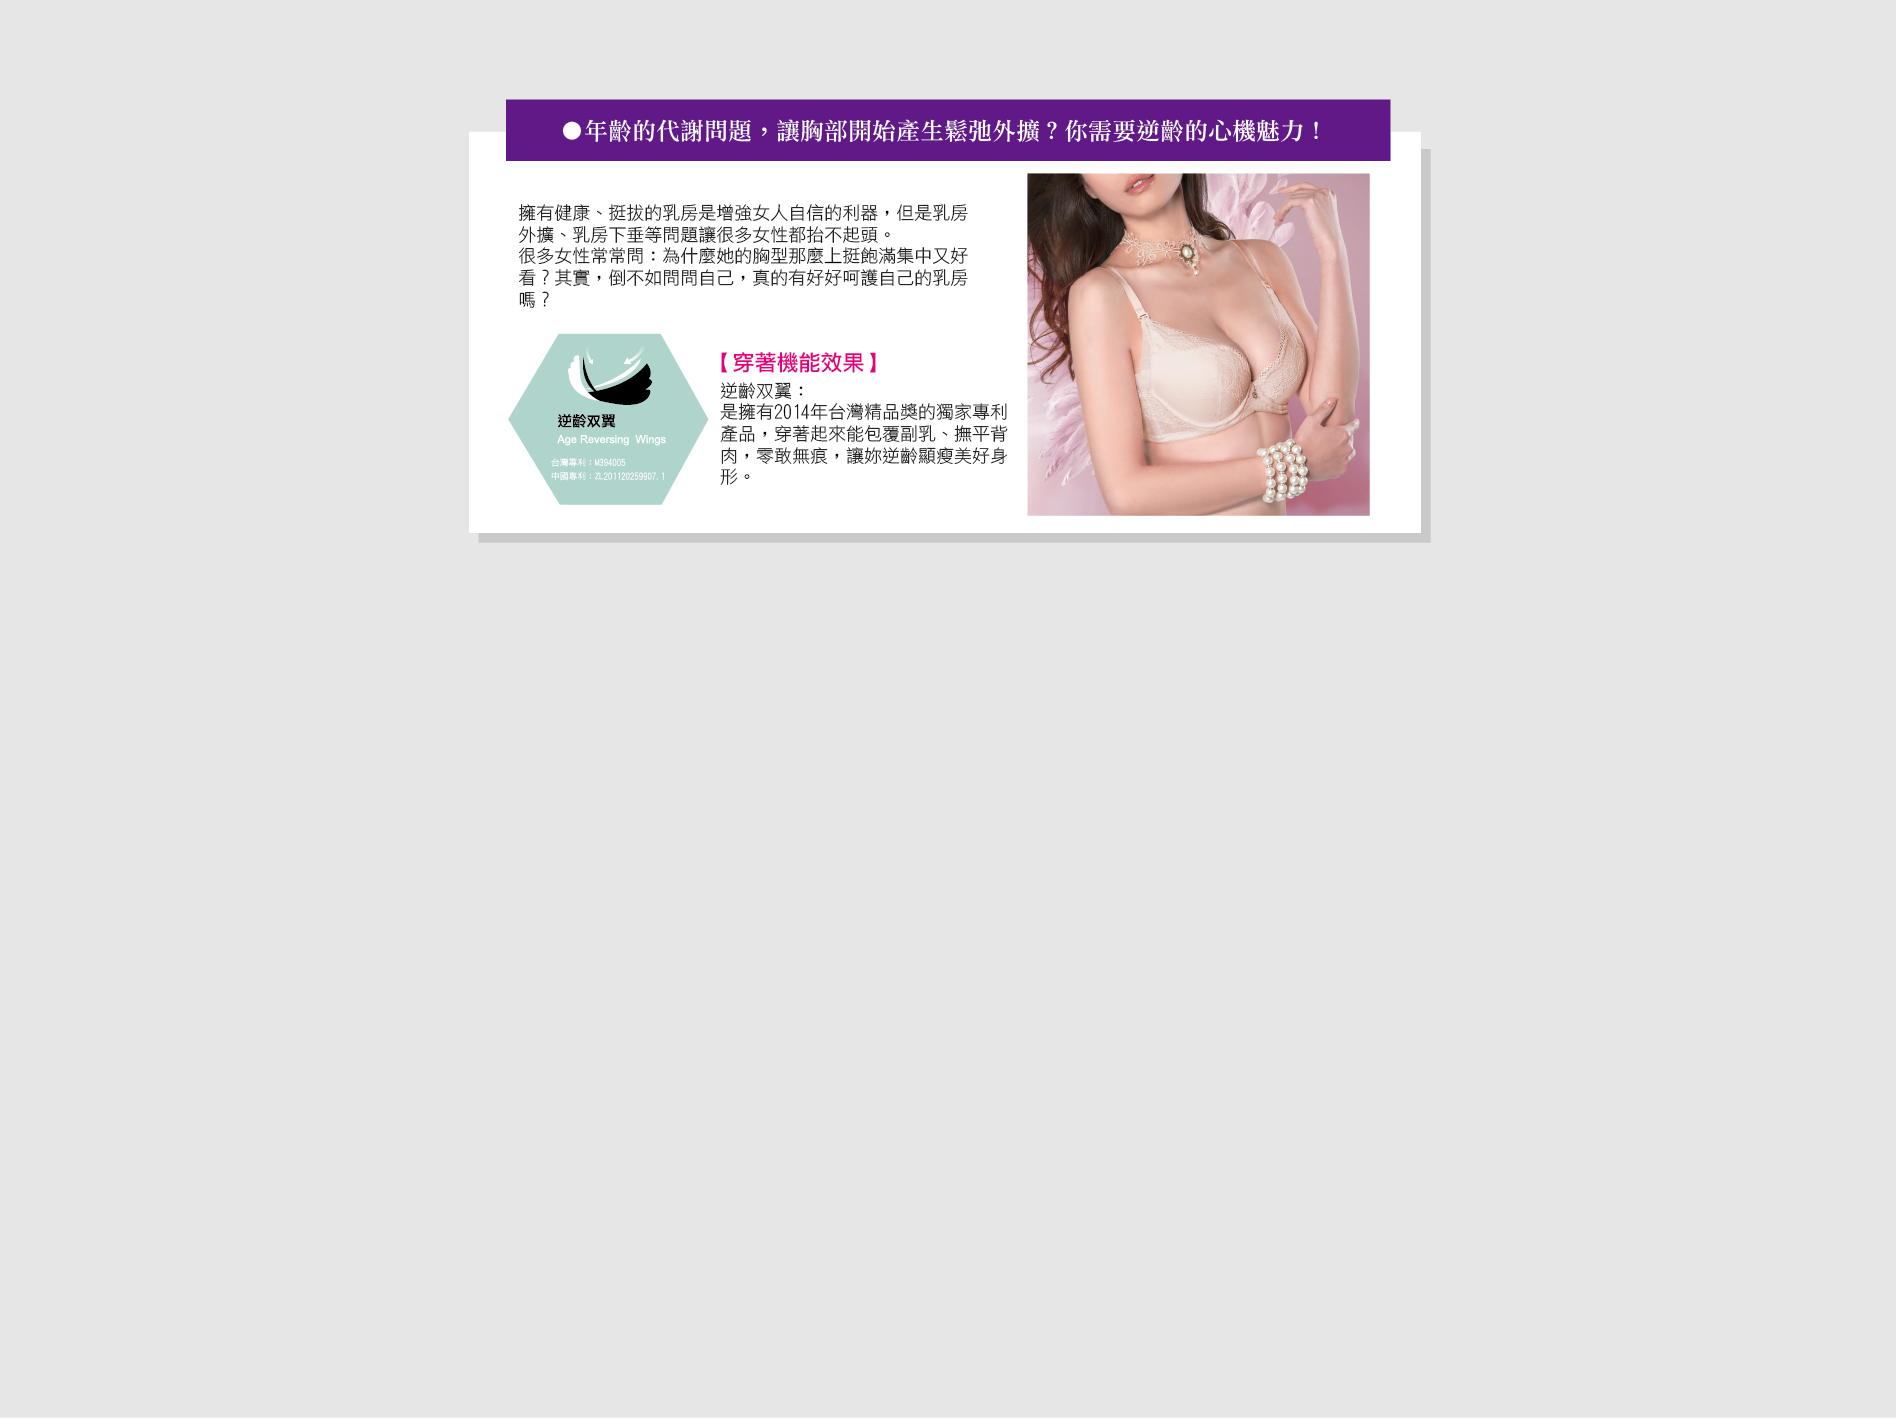 ●年齡的代謝問題，讓胸部開始產生鬆弛外擴？你需要逆齡的心機魅力！
擁有健康、挺拔的乳房是增強女人自信的利器，但是乳房
外擴、乳房下垂等問題讓很多女性都抬不起頭。
很多女性常常問：為什麼她的胸型那麼上挺飽滿集中又好
看？其實，倒不如問問自己，真的有好好呵護自己的乳房
嗎？
逆齡双翼
Age Reversing Wings
台灣專利：M394005
中國專利：ZL201120259907.1
【穿著機能效果】
逆齡双翼：
是擁有2014年台灣精品獎的獨家專利
產品，穿著起來能包覆副乳、撫平背
肉，零敢無痕，讓妳逆齡顯瘦美好身
形。